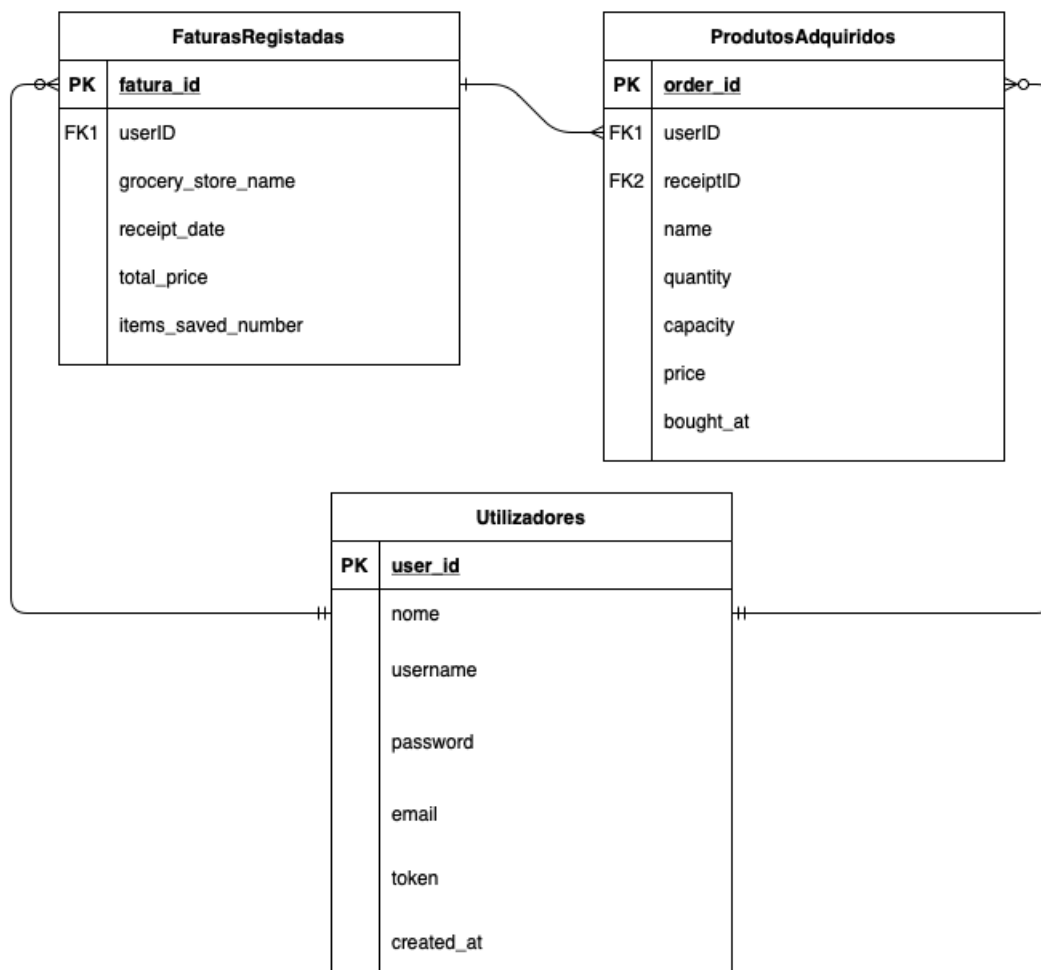 FaturasRegistadas
PK fatura_id
FK1 userID
grocery_store_name
receipt_date
total_price
items_saved_number
ProdutosAdquiridos
PK order_id
FK1 userID
FK2 receiptID
name
quantity
capacity
price
bought_at
Utilizadores
PK user_id
nome
username
password
email
token
created_at